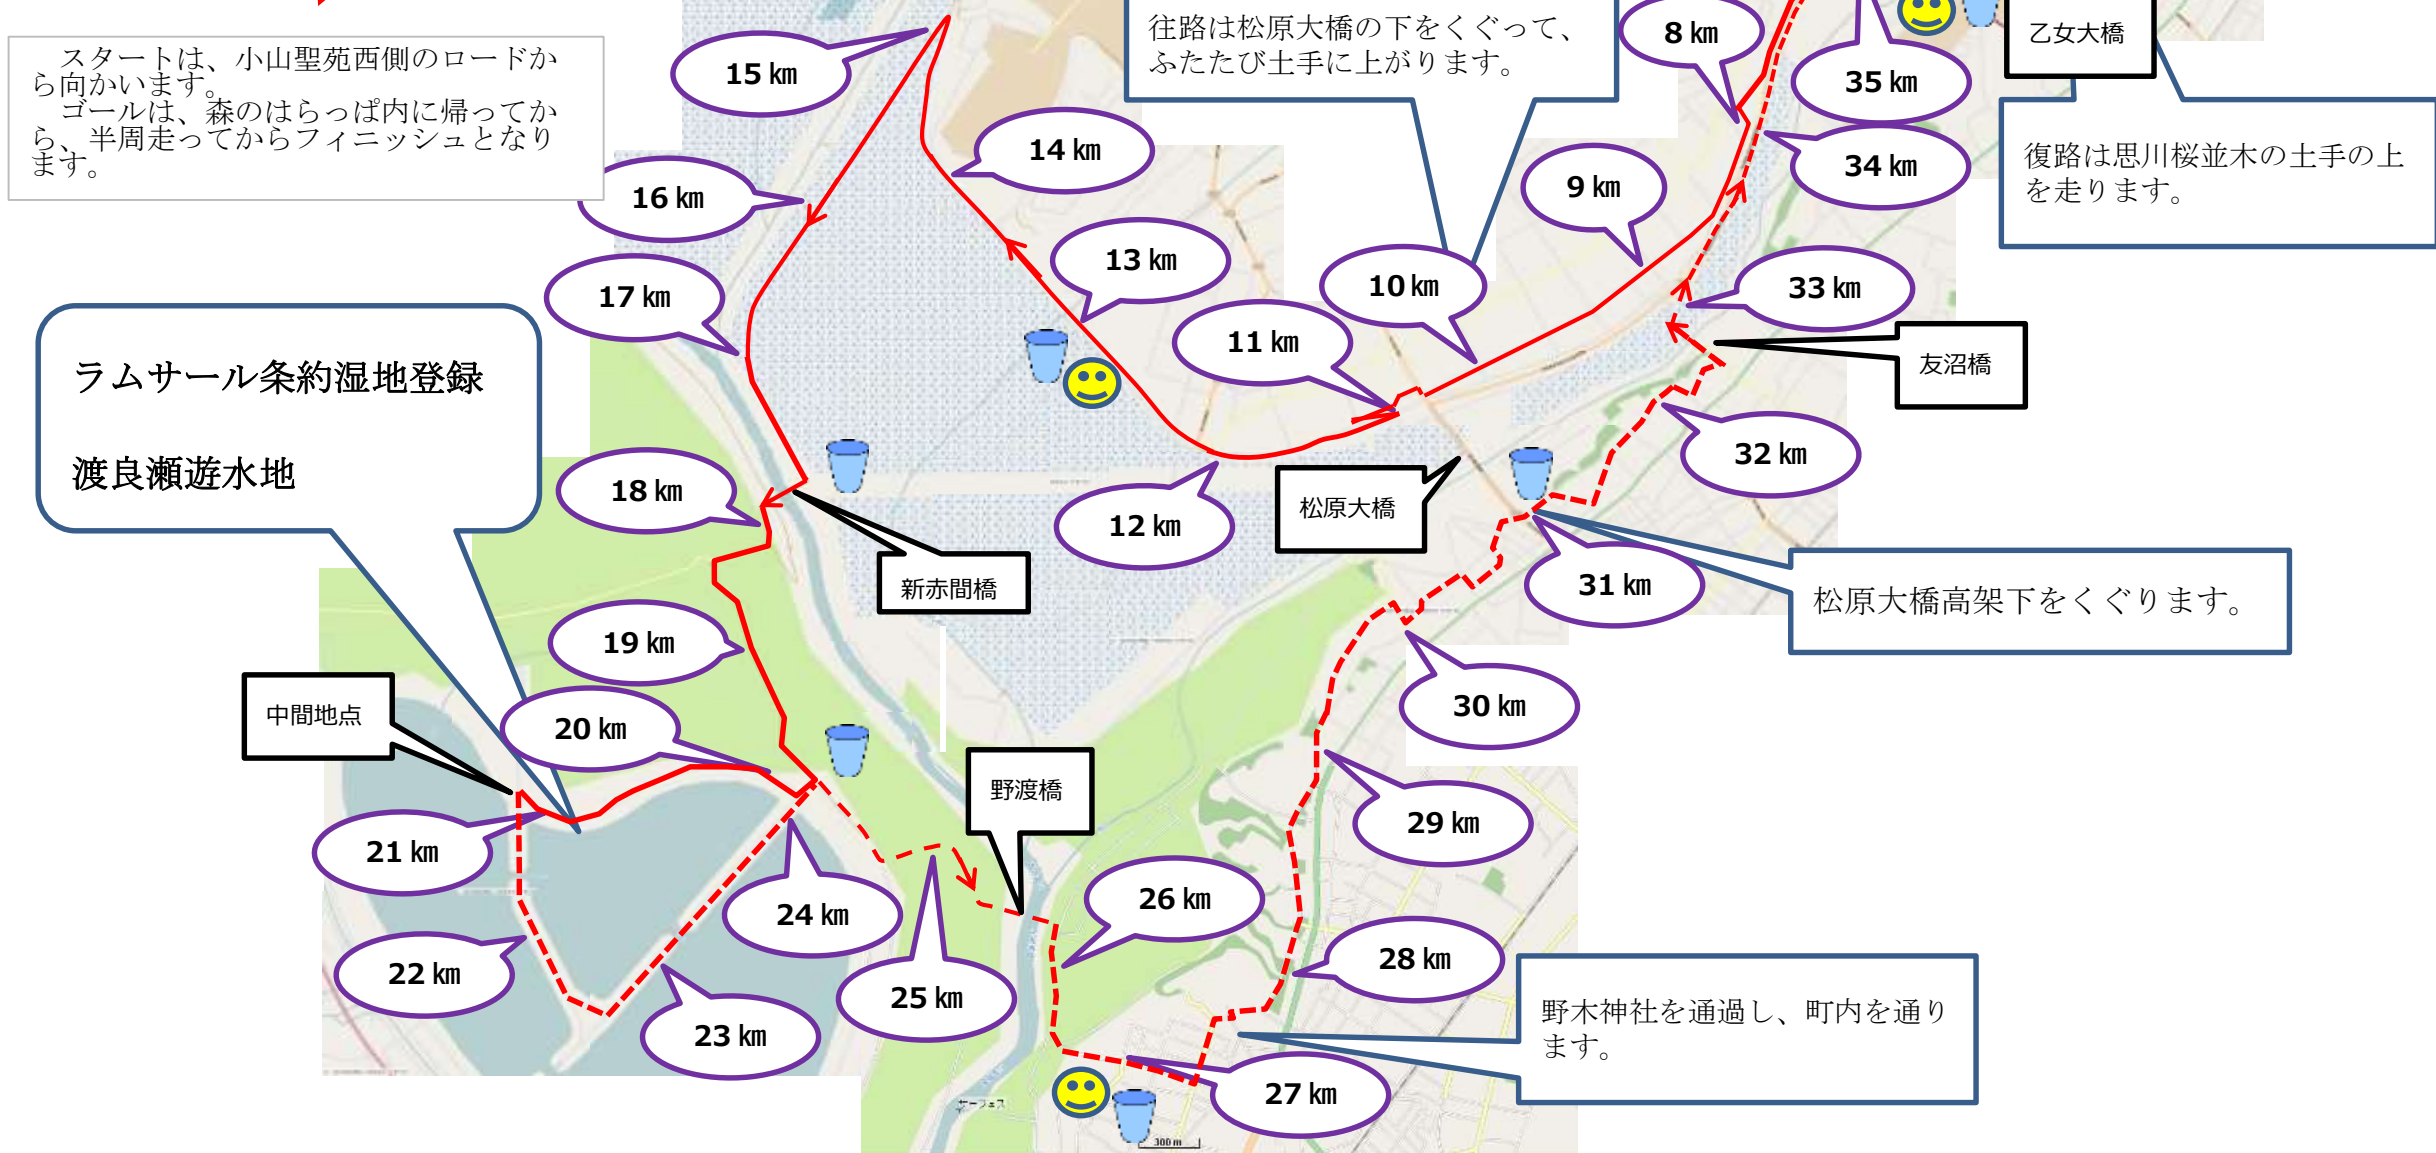 スタートは、小山聖苑西側のロードか
ら向かいます。
ゴールは、森のはらっぱ内に帰ってか
ら、半周走ってからフィニッシュとなり
ます。
往路は松原大橋の下をくぐって、
ふたたび土手に上がります。
乙女大橋
復路は思川桜並木の土手の上
を走ります。
8 ㎞
35 ㎞
34 ㎞
9 ㎞
33 ㎞
10 ㎞
11 ㎞
13 ㎞
14 ㎞
15 ㎞
16 ㎞
17 ㎞
友沼橋
ラムサール条約湿地登録
渡良瀬遊水地
18 ㎞
12 ㎞
松原大橋
32 ㎞
新赤間橋
31 ㎞
松原大橋高架下をくぐります。
19 ㎞
30 ㎞
中間地点
20 ㎞
野渡橋
29 ㎞
21 ㎞
24 ㎞
26 ㎞
22 ㎞
25 ㎞
28 ㎞
23 ㎞
27 ㎞
野木神社を通過し、町内を通り
ます。
300 m